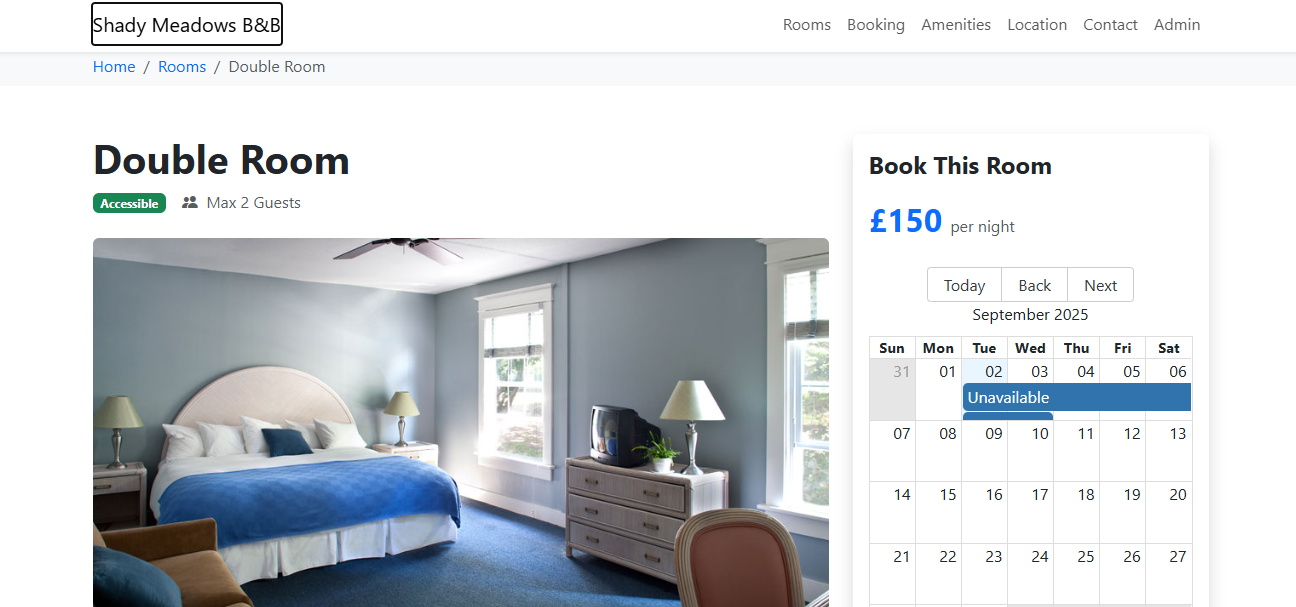 Shady Meadows B&B
Rooms Booking Amenities Location Contact Admin
Home / Rooms / Double Room
Double Room
Accessible Max 2 Guests
Book This Room
£150 per night
Today Back Next
September 2025
Sun Mon Tue Wed Thu Fri Sat
31 01 02 03 04 05 06
Unavailable
07 08 09 10 11 12 13
14 15 16 17 18 19 20
21 22 23 24 25 26 27